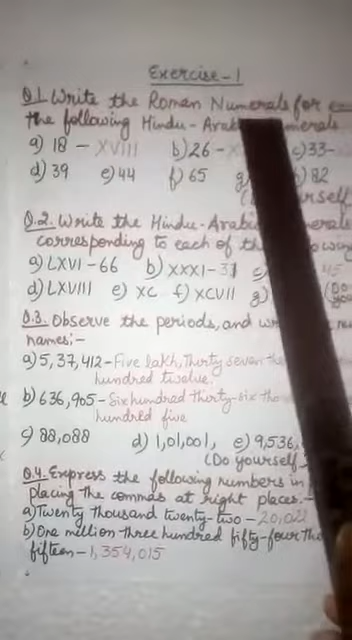 Exercise-1
Q.1. Write the Roman Numerals for
the following Hindu-
a) 18 - XVIII b) 26 - c) 33-
d) 39 e) 44 f) 65 82
Q.2. Write the Hindu-
corresponding to each of
a) LXVI - 66 b) XXXI - 31
d) LXVIII e) XC f) XCVII g)
Q.3. Observe the periods, and
names:-
a) 5,37,412 - Five lakh, Thirty seven
hundred twelve.
b) 636,905 - Six hundred thirty-six
hundred five
c) 88,088 d) 1,01,001, e) 9,536,
(Do yourself
Q.4. Express the following numbers in
placing the commas at right places.-
a) Twenty thousand twenty-two - 20,022
b) One million three hundred fifty-four
fifteen - 1,354,015